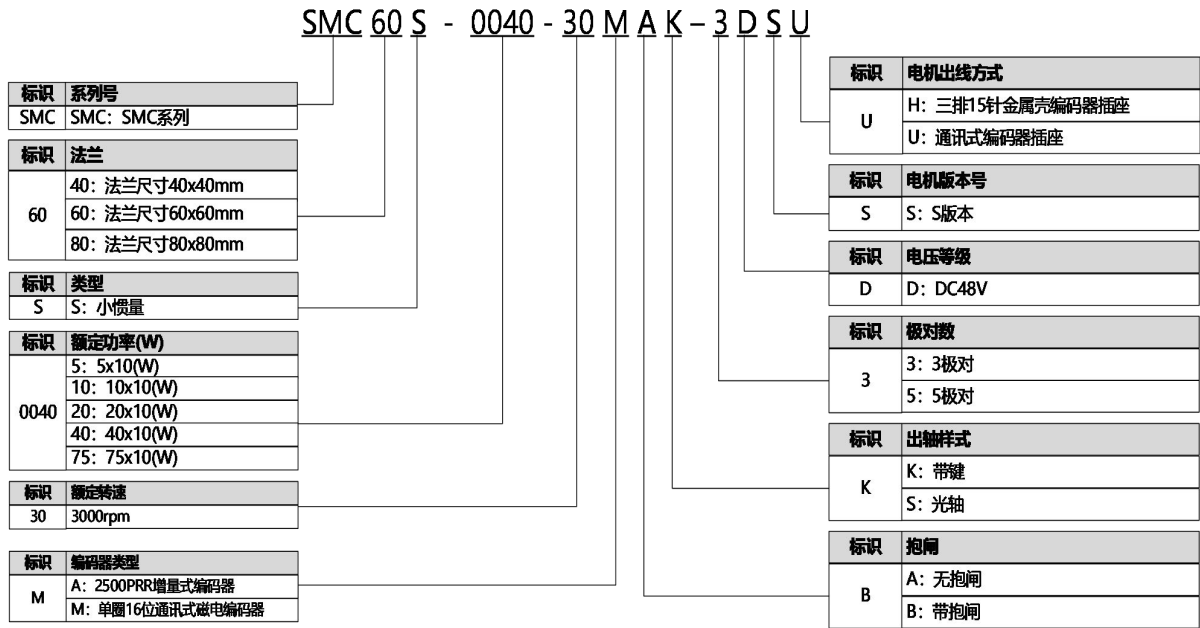 SMC 60 S - 0040 - 30 M A K – 3 D S U
标识 系列号
SMC SMC：SMC系列
标识 法兰
40：法兰尺寸40x40mm
60 60：法兰尺寸60x60mm
80：法兰尺寸80x80mm
标识 类型
S S：小惯量
标识 额定功率(W)
5：5x10(W)
10：10x10(W)
0040 20：20x10(W)
40：40x10(W)
75：75x10(W)
标识 额定转速
30 3000rpm
标识 编码器类型
A：2500PRR增量式编码器
M
M：单圈16位通讯式磁电编码器
标识 电机出线方式
H：三排15针金属壳编码器插座
U
U：通讯式编码器插座
标识 电机版本号
S S：S版本
标识 电压等级
D D：DC48V
标识 极对数
3：3极对
3
5：5极对
标识 出轴样式
K：带键
K
S：光轴
标识 抱闸
A：无抱闸
B
B：带抱闸